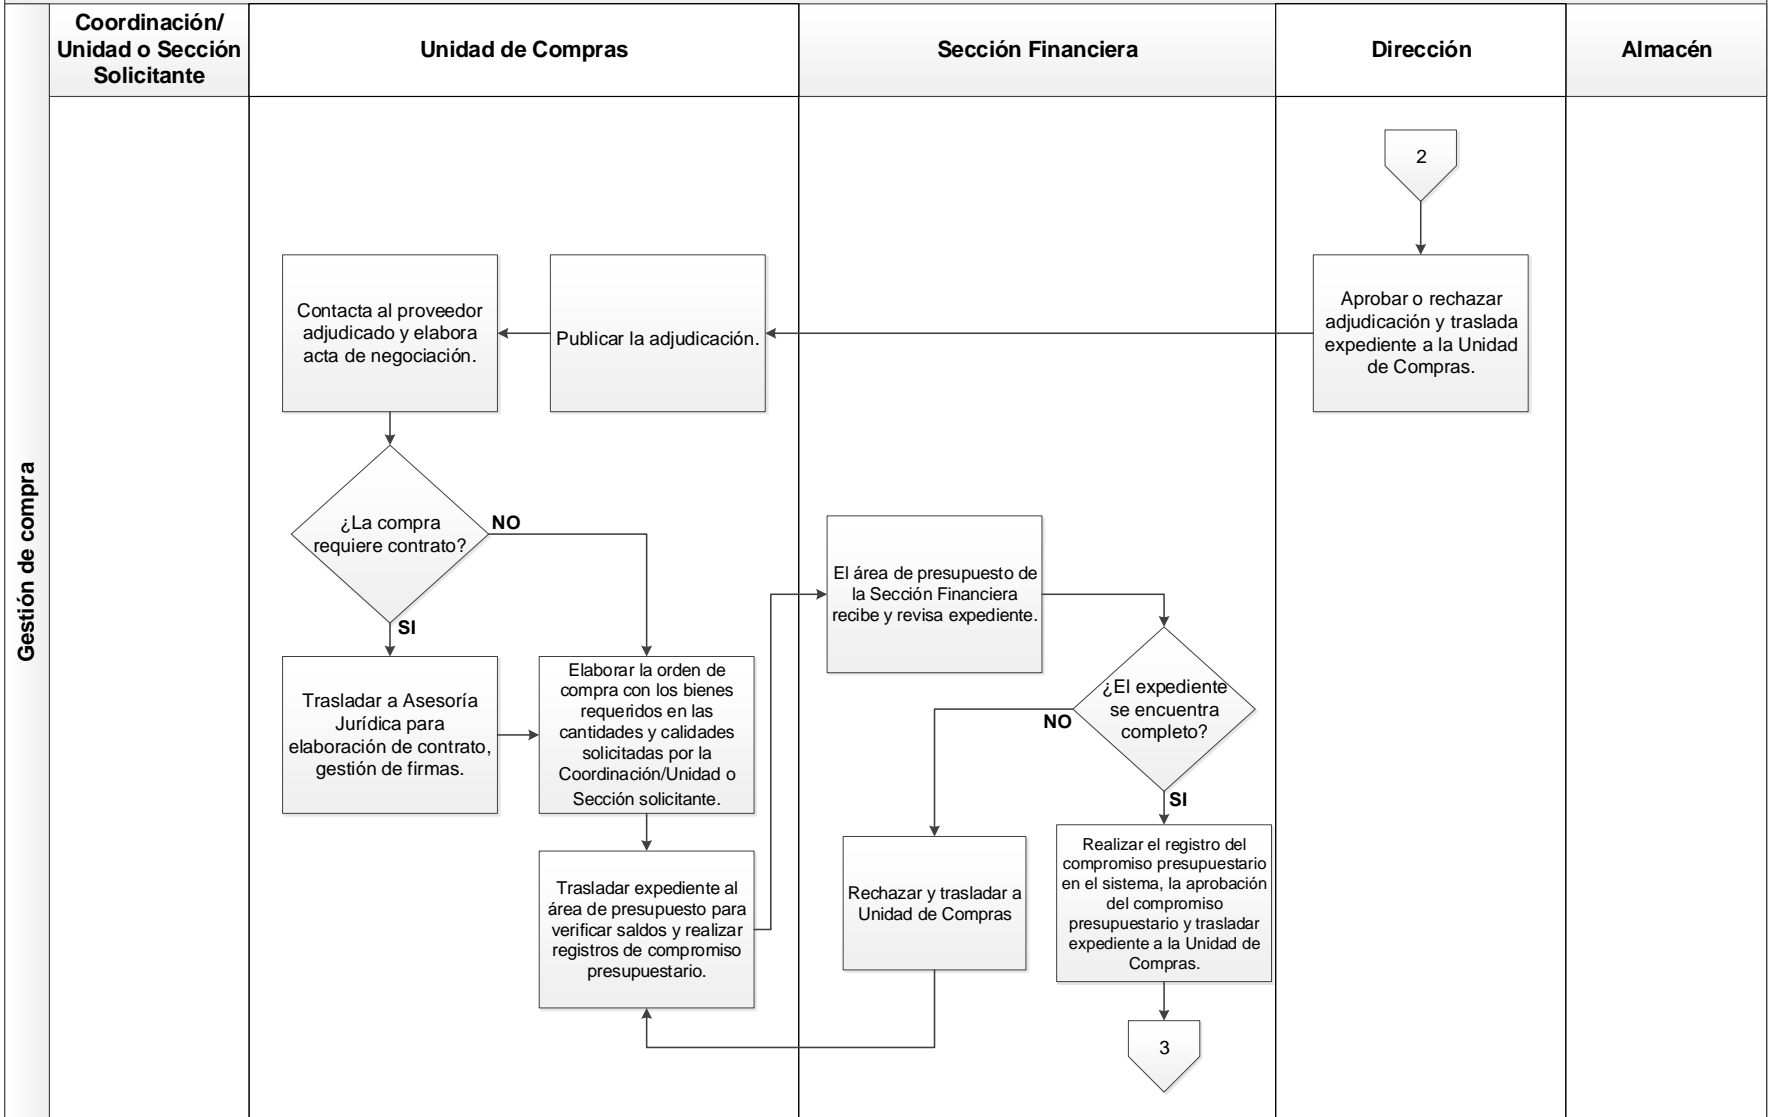 Coordinación/
Unidad o Sección
Solicitante
Unidad de Compras
Sección Financiera
Dirección
Almacén
Gestión de compra
2
Aprobar o rechazar
adjudicación y traslada
expediente a la Unidad
de Compras.
Publicar la adjudicación.
Contacta al proveedor
adjudicado y elabora
acta de negociación.
¿La compra
requiere contrato?
NO
SI
Trasladar a Asesoría
Jurídica para
elaboración de contrato,
gestión de firmas.
Elaborar la orden de
compra con los bienes
requeridos en las
cantidades y calidades
solicitadas por la
Coordinación/Unidad o
Sección solicitante.
Trasladar expediente al
área de presupuesto para
verificar saldos y realizar
registros de compromiso
presupuestario.
El área de presupuesto de
la Sección Financiera
recibe y revisa expediente.
¿El expediente
se encuentra
completo?
NO
SI
Rechazar y trasladar a
Unidad de Compras
Realizar el registro del
compromiso presupuestario
en el sistema, la aprobación
del compromiso
presupuestario y trasladar
expediente a la Unidad de
Compras.
3